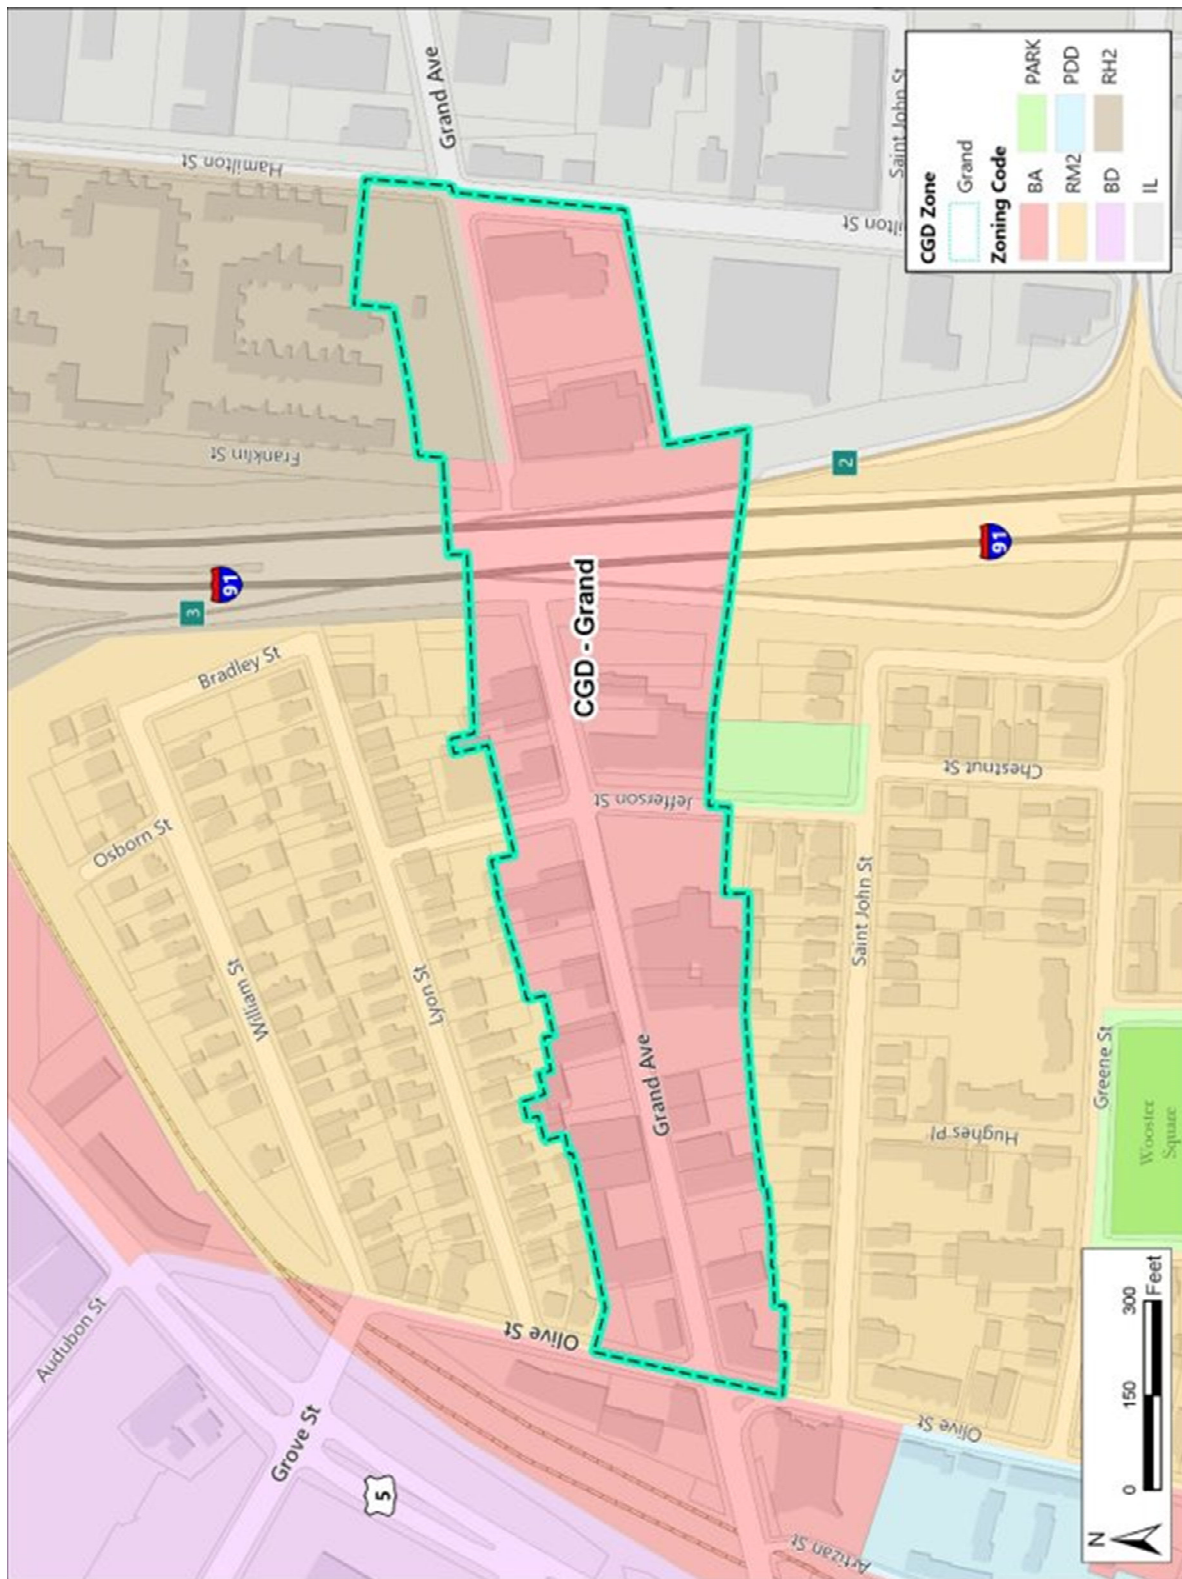 Hamilton St
Grand Ave
Saint John St
ilton St
Franklin St
3
91
2
91
CGD - Grand
Bradley St
Osborn St
William St
Lyon St
Jefferson St
Chestnut St
Saint John St
Grand Ave
Hughes Pl
Greene St
Wooster
Square
Olive St
Olive St
Audubon St
Grove St
5
Artizan St
CGD Zone
Grand
Zoning Code
BA
PARK
RM2
PDD
BD
RH2
IL
N
0 150 300
Feet